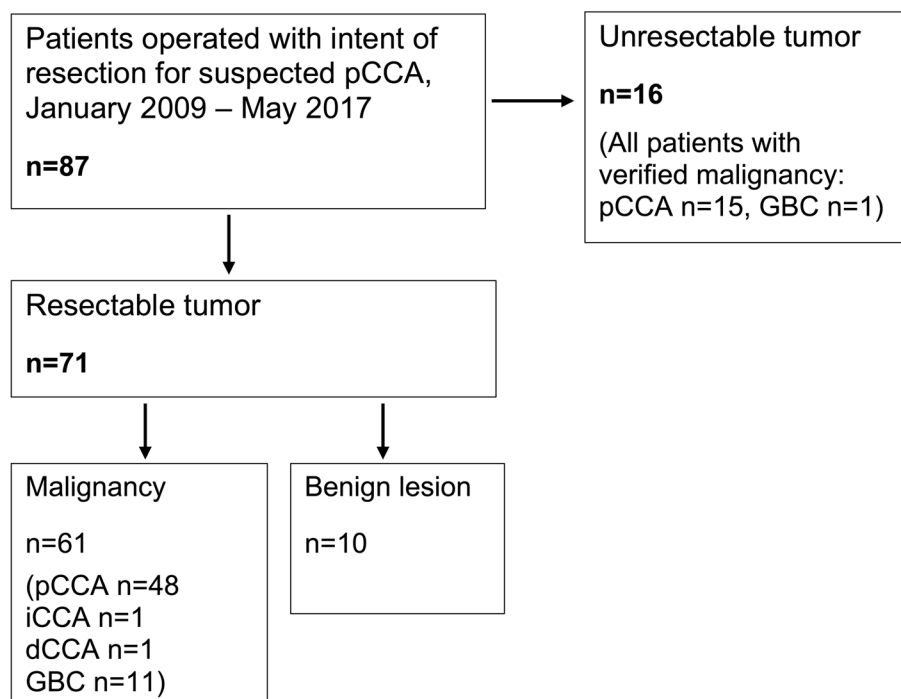 Patients operated with intent of
resection for suspected pCCA,
January 2009 – May 2017
n=87
Unresectable tumor
n=16
(All patients with
verified malignancy:
pCCA n=15, GBC n=1)
Resectable tumor
n=71
Malignancy
n=61
(pCCA n=48
iCCA n=1
dCCA n=1
GBC n=11)
Benign lesion
n=10